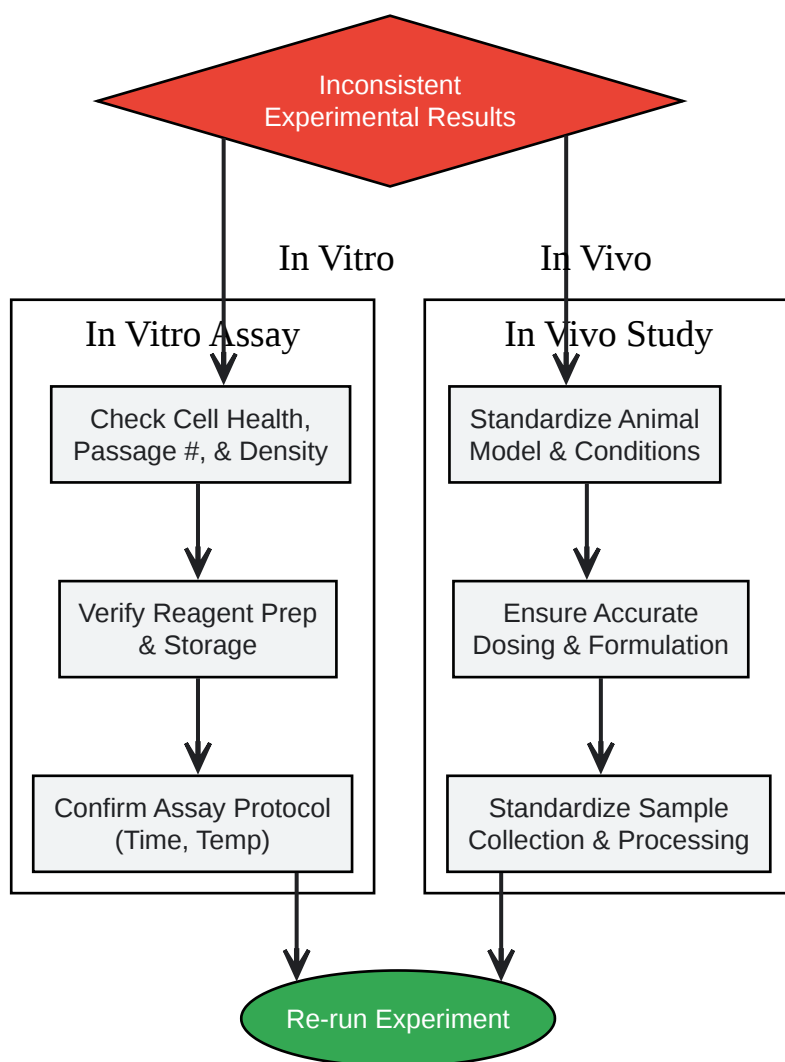 Inconsistent
Experimental Results
In Vitro
In Vivo
In Vitro Assay
Check Cell Health,
Passage #, & Density
Verify Reagent Prep
& Storage
Confirm Assay Protocol
(Time, Temp)
In Vivo Study
Standardize Animal
Model & Conditions
Ensure Accurate
Dosing & Formulation
Standardize Sample
Collection & Processing
Re-run Experiment